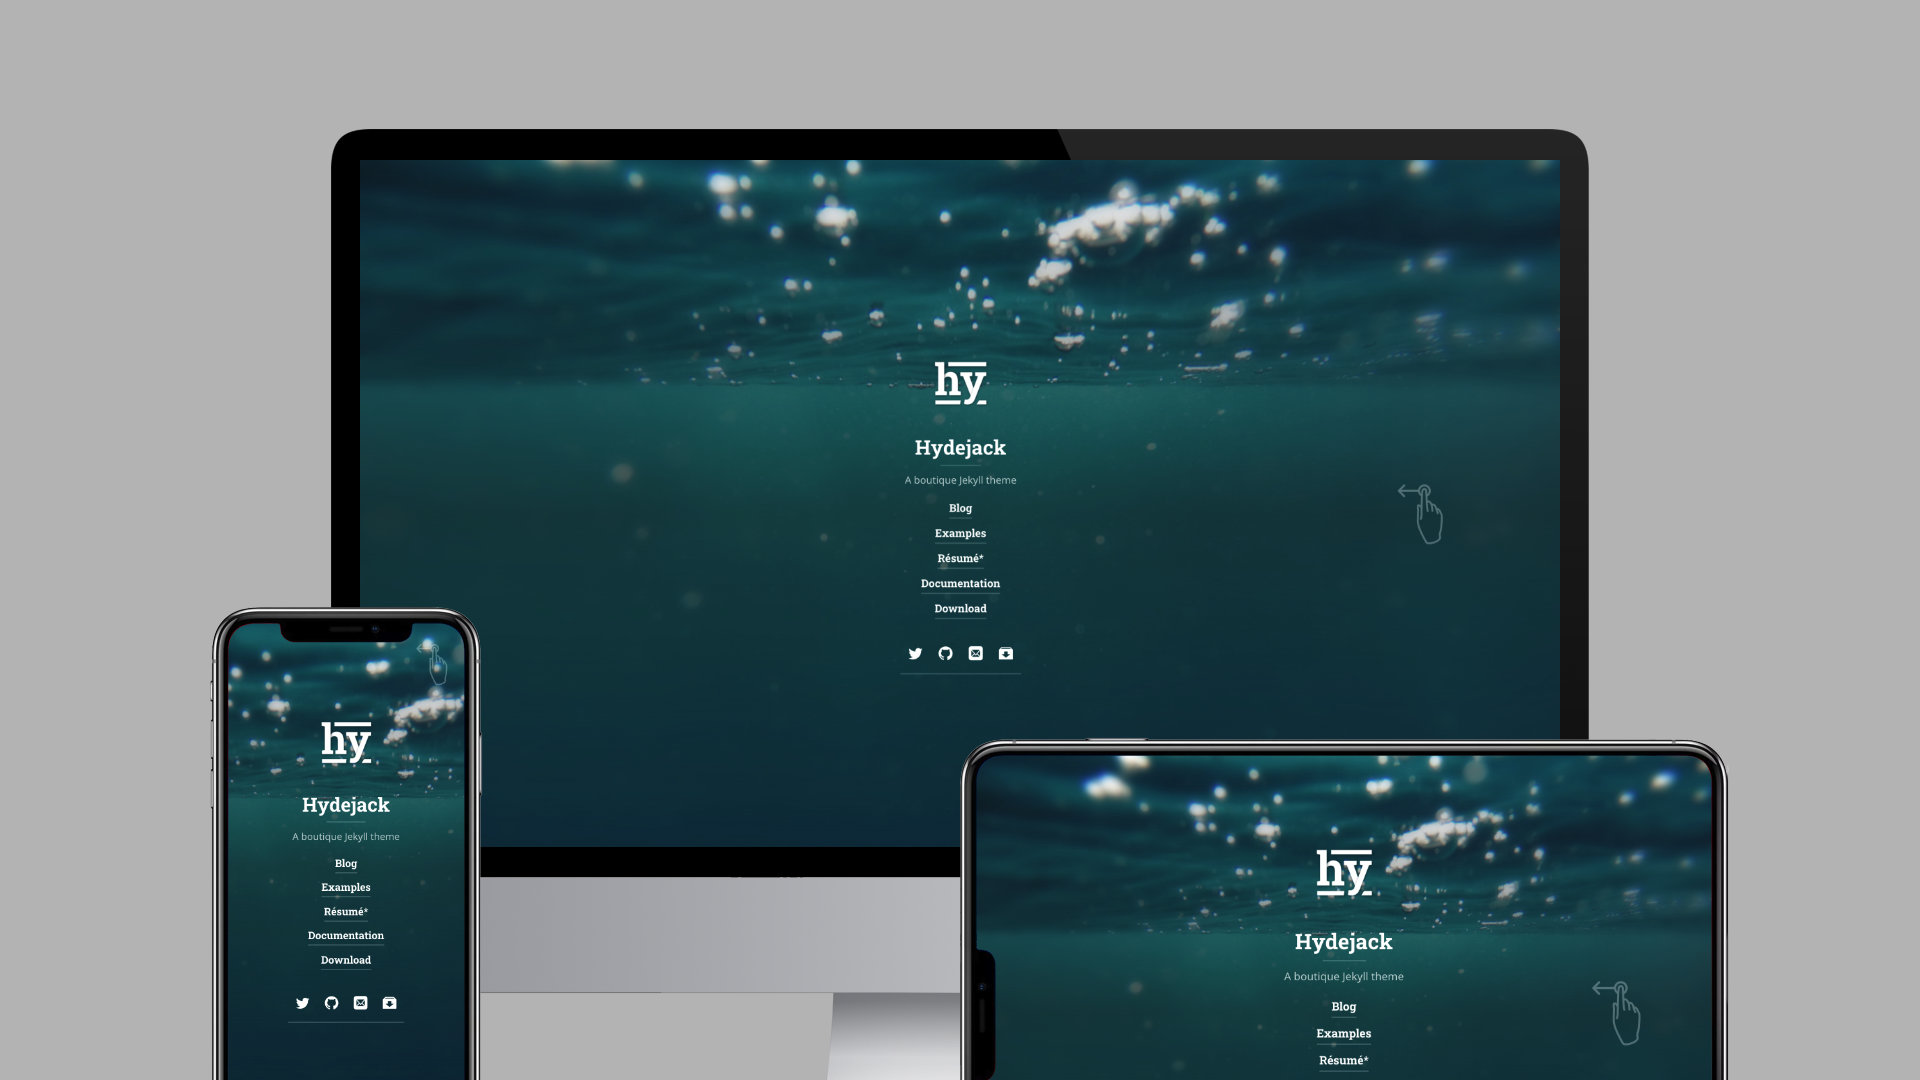 hy
Hydejack
A boutique Jekyll theme
Blog
Examples
Résumé*
Documentation
Download
hy
Hydejack
A boutique Jekyll theme
Blog
Examples
Résumé*
Documentation
Download
hy
Hydejack
A boutique Jekyll theme
Blog
Examples
Résumé*